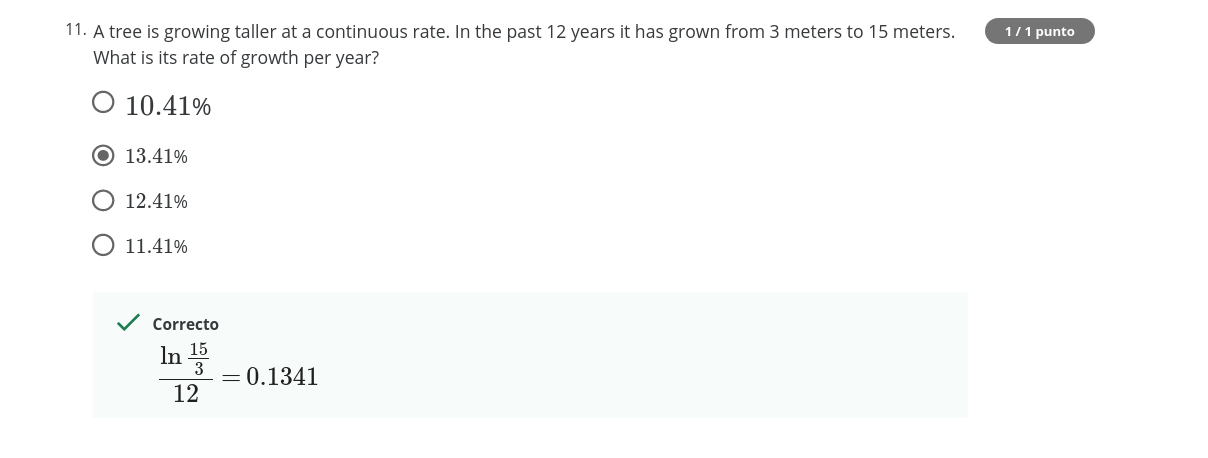 11. A tree is growing taller at a continuous rate. In the past 12 years it has grown from 3 meters to 15 meters.
1 / 1 punto
What is its rate of growth per year?
10.41%
13.41%
12.41%
11.41%
Correcto
ln 15/3
12
= 0.1341